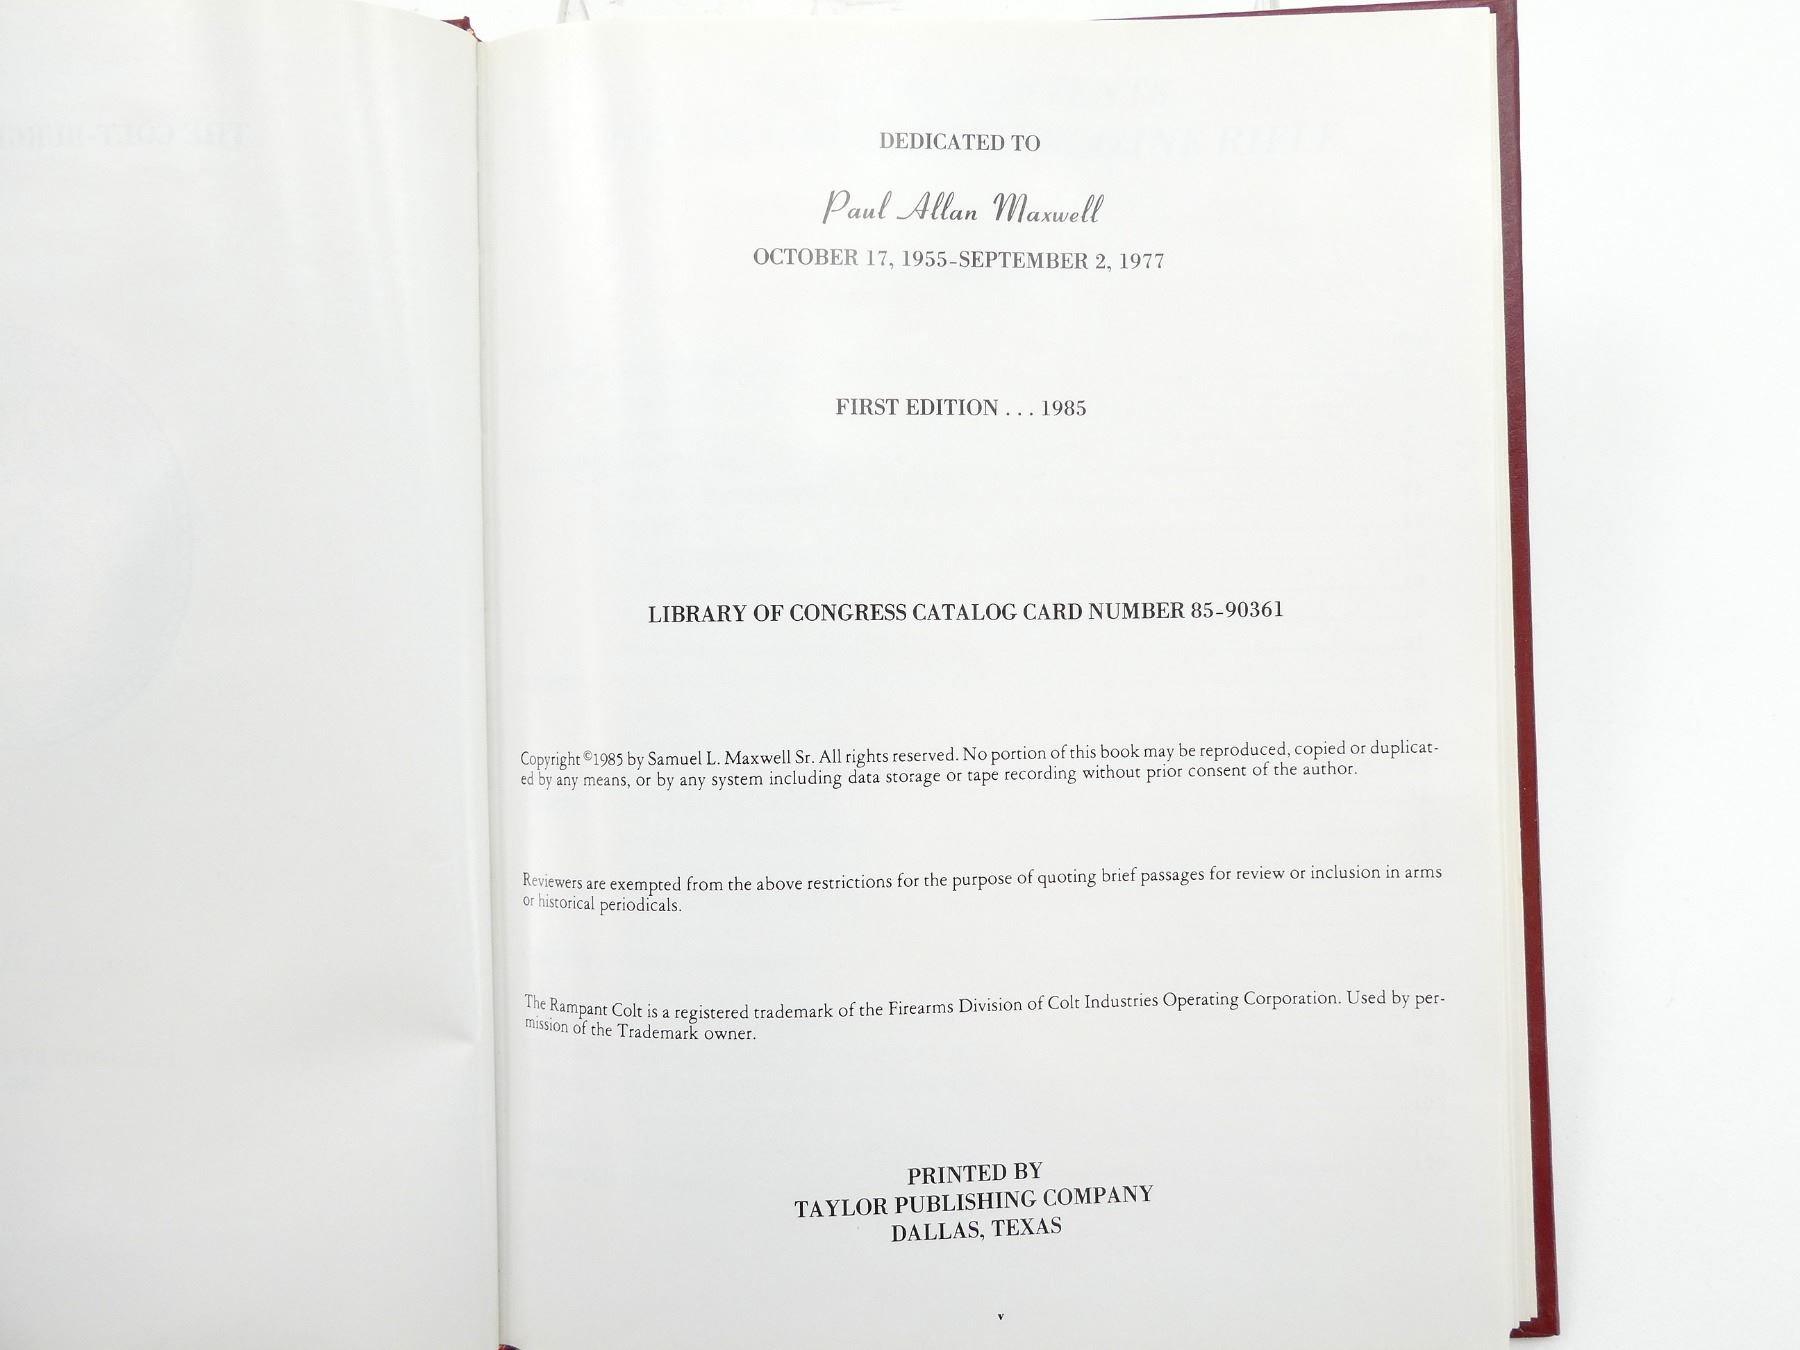 DEDICATED TO
Paul Allan Maxwell
OCTOBER 17, 1955-SEPTEMBER 2, 1977
FIRST EDITION . . . 1985
LIBRARY OF CONGRESS CATALOG CARD NUMBER 85-90361
Copyright ©1985 by Samuel L. Maxwell Sr. All rights reserved. No portion of this book may be reproduced, copied or duplicat-
ed by any means, or by any system including data storage or tape recording without prior consent of the author.
Reviewers are exempted from the above restrictions for the purpose of quoting brief passages for review or inclusion in arms
or historical periodicals.
The Rampant Colt is a registered trademark of the Firearms Division of Colt Industries Operating Corporation. Used by per-
mission of the Trademark owner.
PRINTED BY
TAYLOR PUBLISHING COMPANY
DALLAS, TEXAS
v